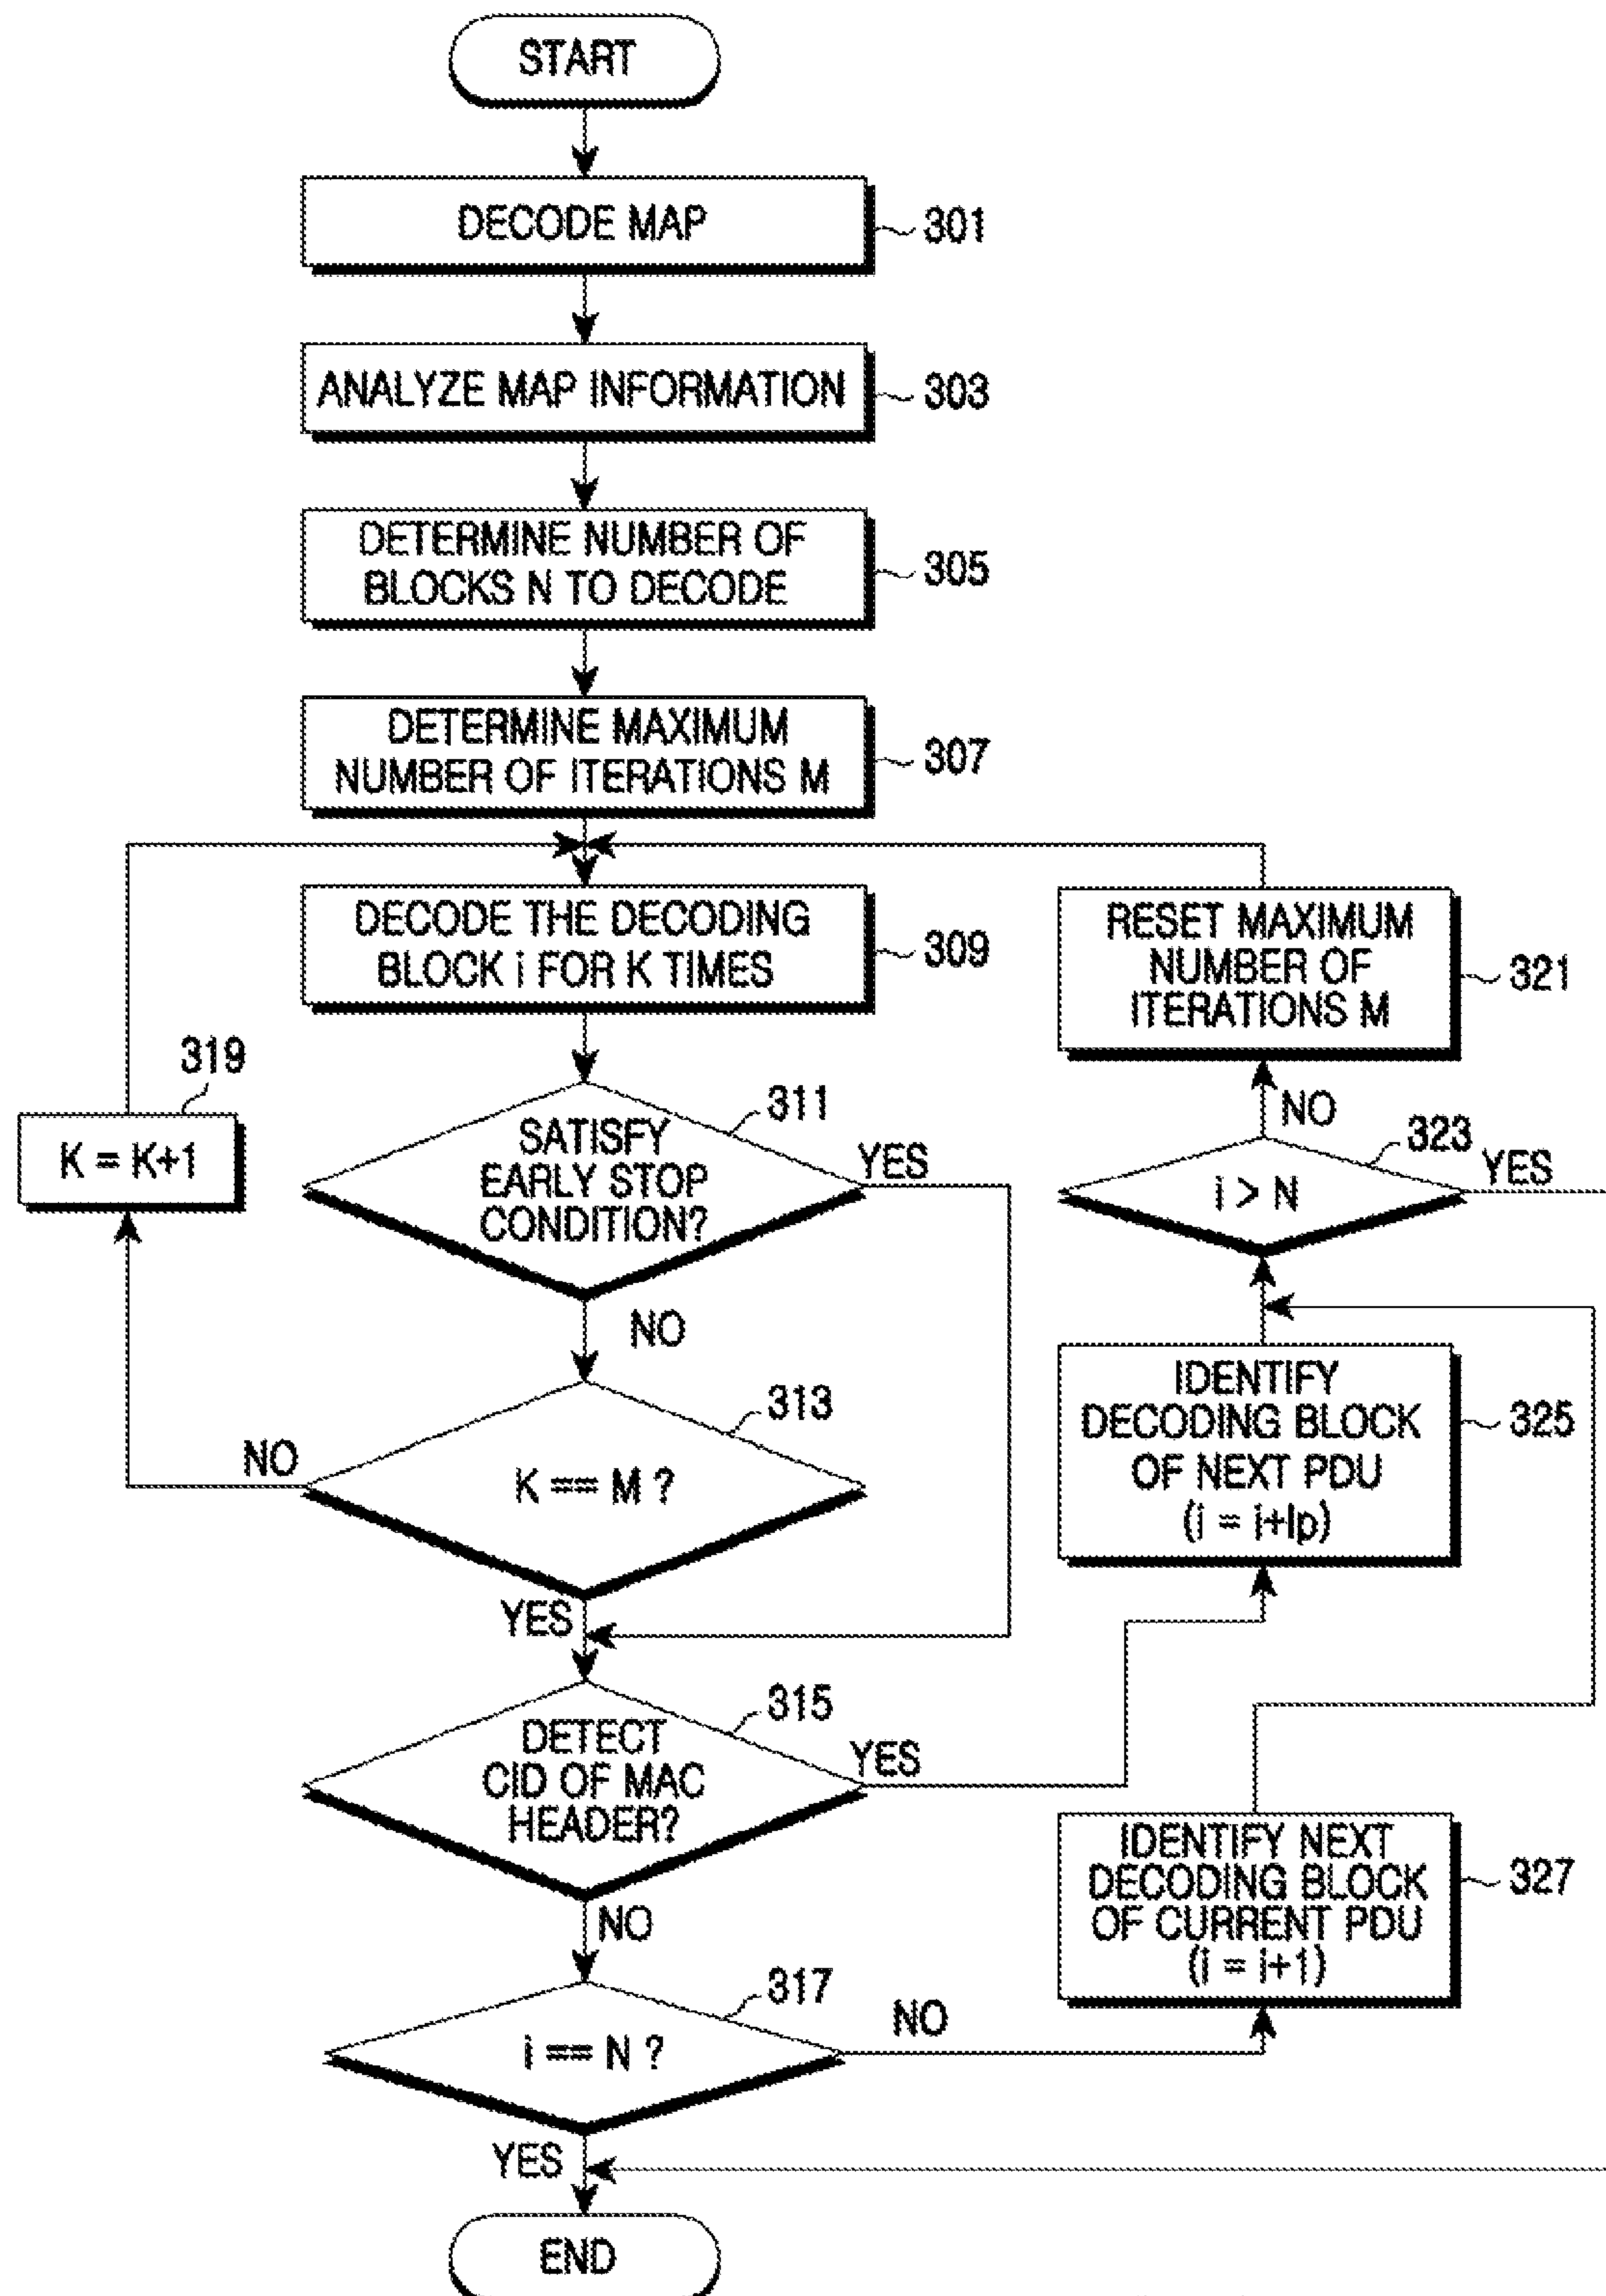 START
DECODE MAP
301
ANALYZE MAP INFORMATION
303
DETERMINE NUMBER OF
BLOCKS N TO DECODE
305
DETERMINE MAXIMUM
NUMBER OF ITERATIONS M
307
DECODE THE DECODING
BLOCK i FOR K TIMES
309
RESET MAXIMUM
NUMBER OF
ITERATIONS M
321
319
K = K+1
SATISFY
EARLY STOP
CONDITION?
311
YES
NO
NO
i > N
323
YES
K == M ?
313
NO
YES
IDENTIFY
DECODING BLOCK
OF NEXT PDU
(i = i+lp)
325
DETECT
CID OF MAC
HEADER?
315
YES
NO
IDENTIFY NEXT
DECODING BLOCK
OF CURRENT PDU
(i = i+1)
327
i == N ?
317
NO
YES
END